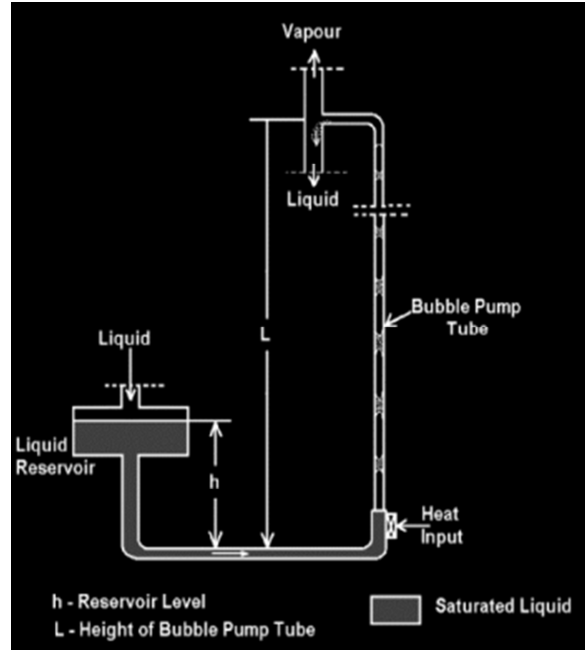 Vapour
Liquid
Bubble Pump
Tube
L
Liquid
Liquid
Reservoir
h
Heat
Input
h - Reservoir Level
L - Height of Bubble Pump Tube
Saturated Liquid